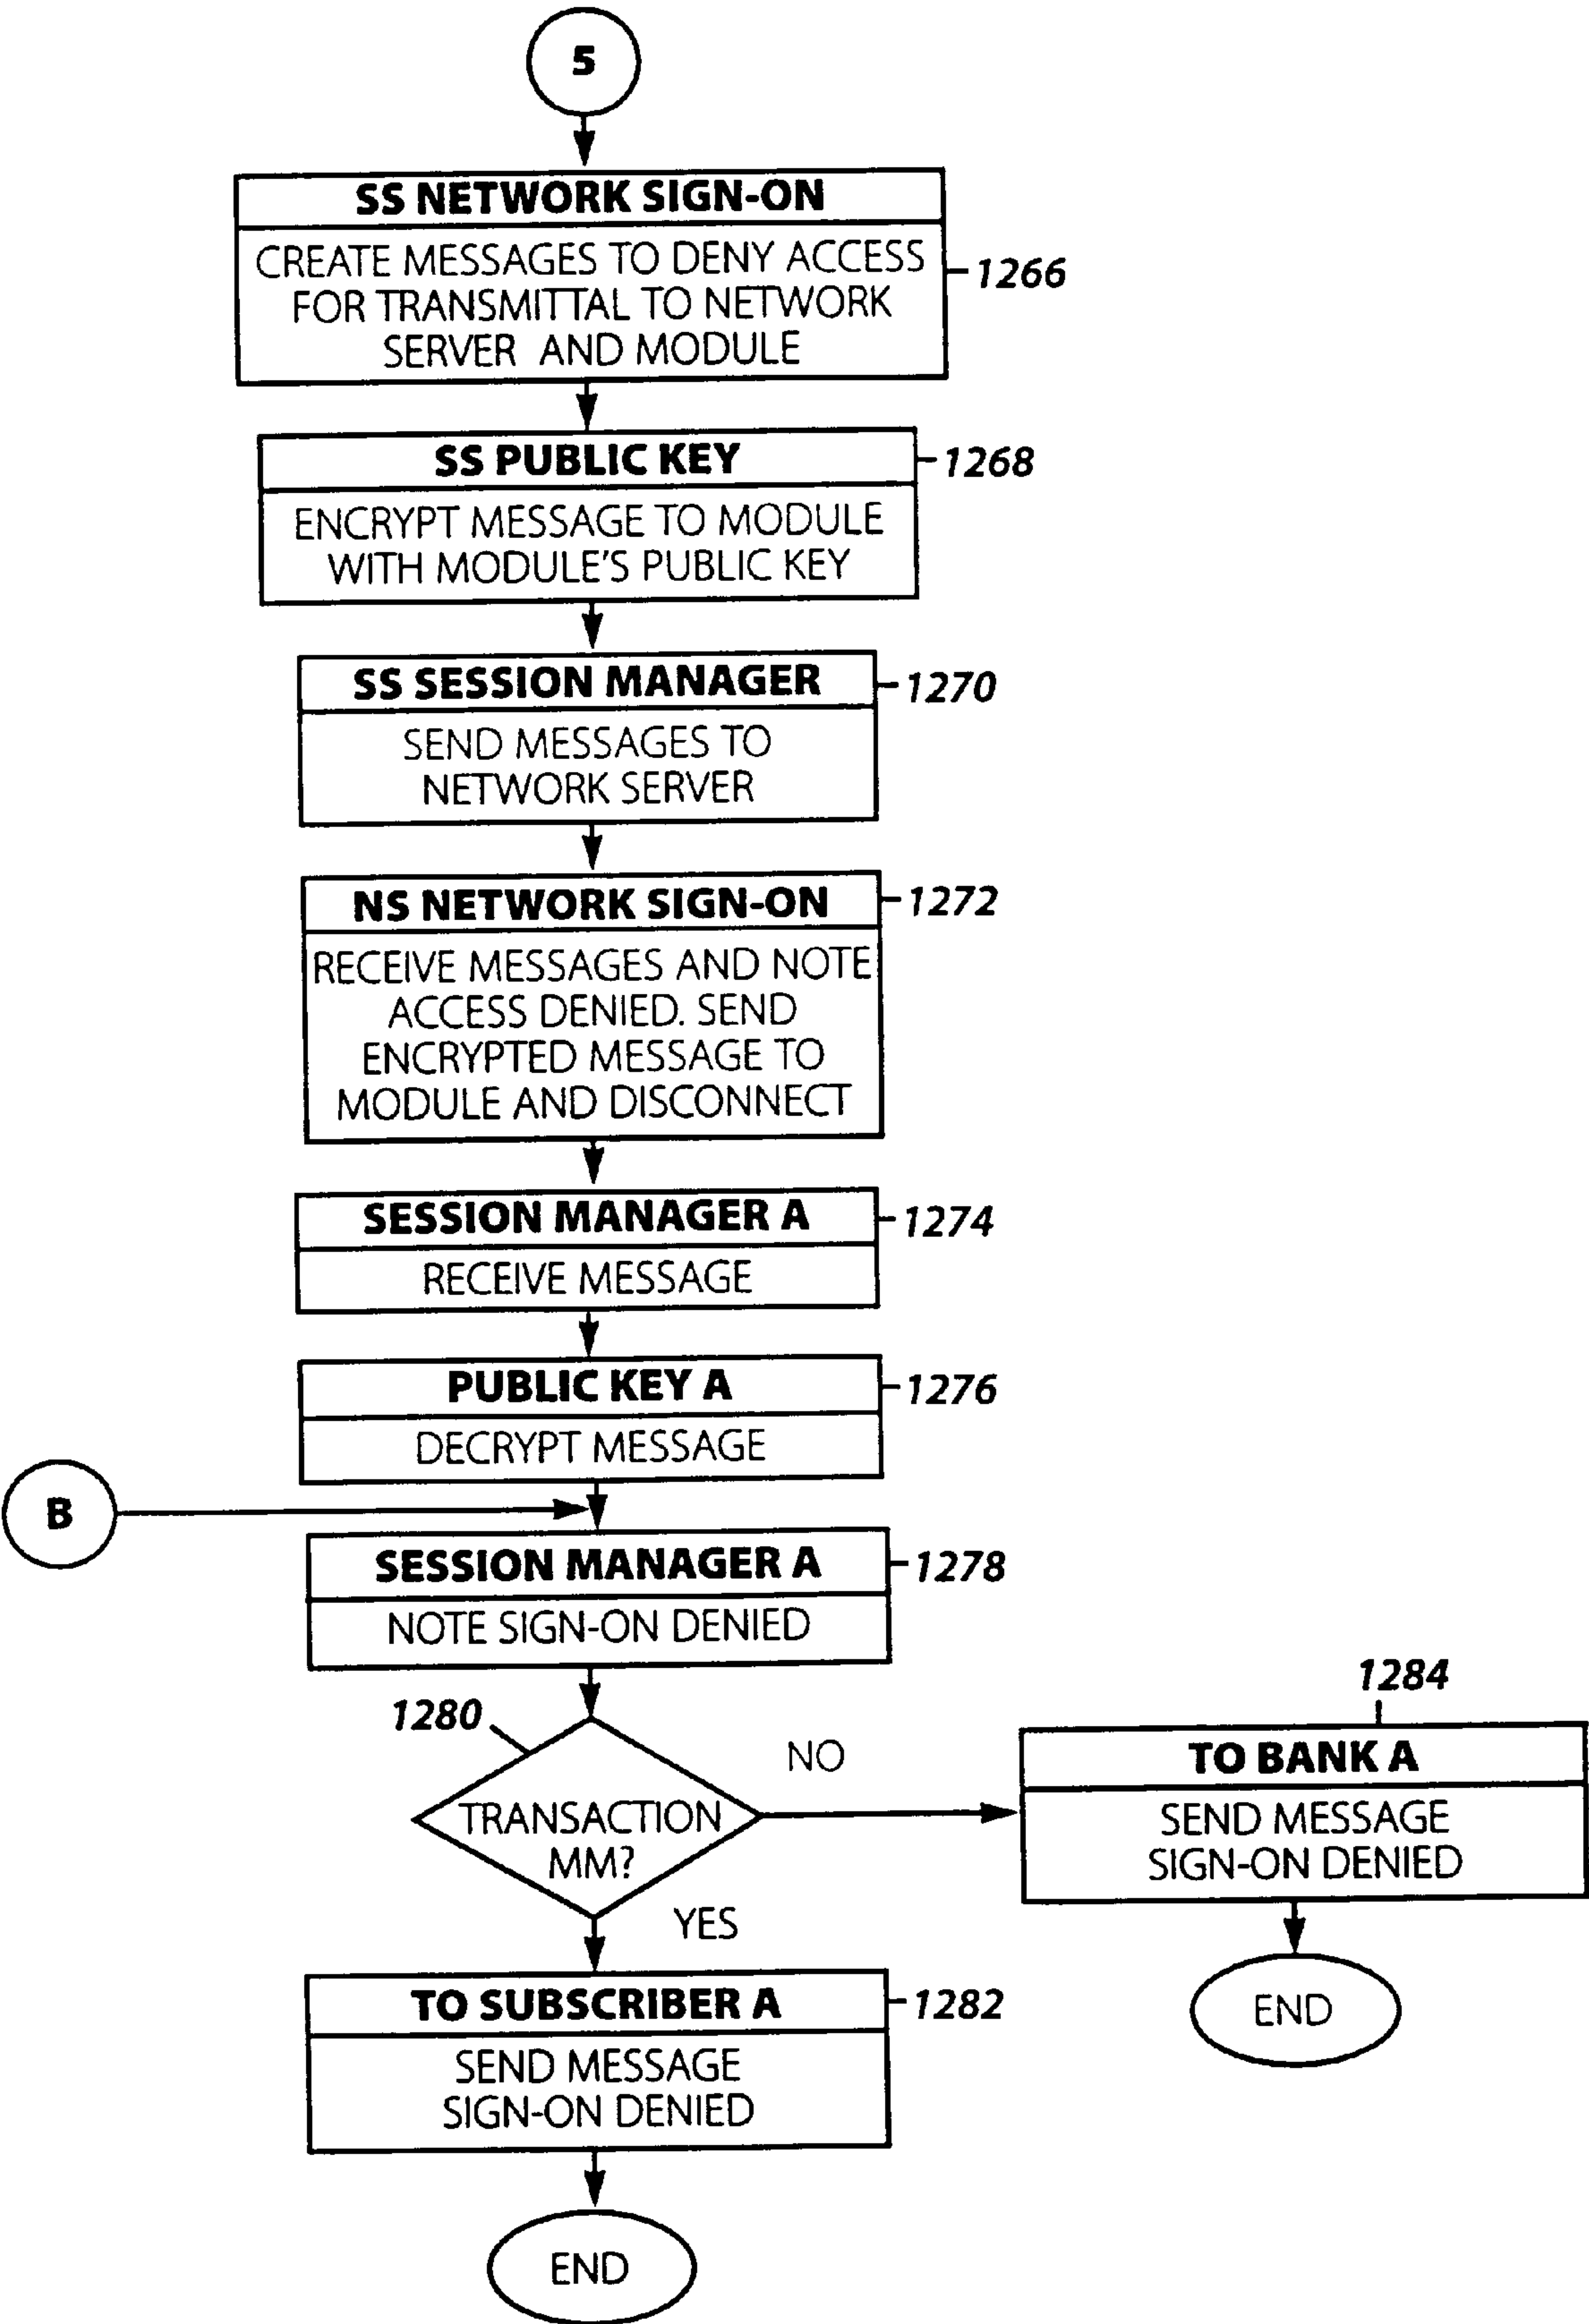 5
SS NETWORK SIGN-ON
CREATE MESSAGES TO DENY ACCESS
FOR TRANSMITTAL TO NETWORK
SERVER AND MODULE
1266
SS PUBLIC KEY
1268
ENCRYPT MESSAGE TO MODULE
WITH MODULE'S PUBLIC KEY
SS SESSION MANAGER
1270
SEND MESSAGES TO
NETWORK SERVER
NS NETWORK SIGN-ON
1272
RECEIVE MESSAGES AND NOTE
ACCESS DENIED. SEND
ENCRYPTED MESSAGE TO
MODULE AND DISCONNECT
SESSION MANAGER A
1274
RECEIVE MESSAGE
PUBLIC KEY A
1276
DECRYPT MESSAGE
B
SESSION MANAGER A
1278
NOTE SIGN-ON DENIED
1280
TRANSACTION
MM?
NO
1284
TO BANK A
SEND MESSAGE
SIGN-ON DENIED
END
YES
TO SUBSCRIBER A
1282
SEND MESSAGE
SIGN-ON DENIED
END